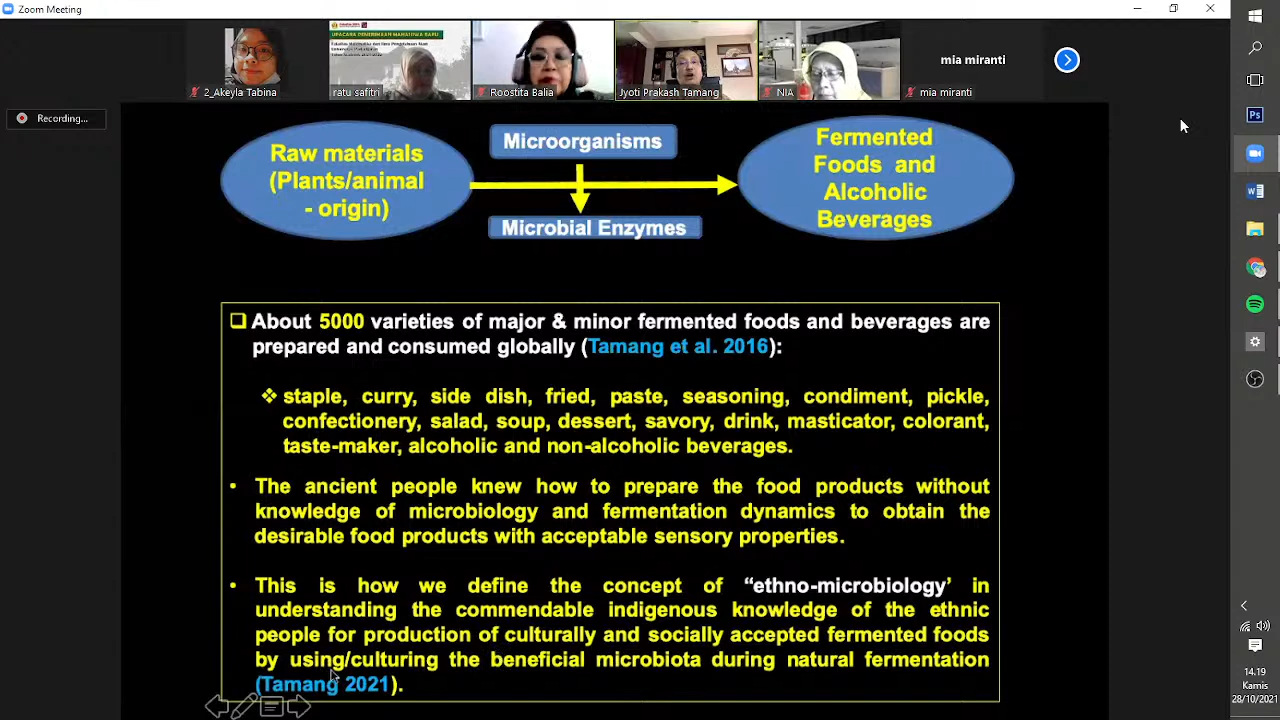 Zoom Meeting
UPACARA PENERIMAAN MAHASISWA BARU
2_Akeyla Tabina
ratu safitri
Roostita Balia
Jyoti Prakash Tamang
NIA
mia miranti
mia miranti
Recording...
Raw materials
(Plants/animal
- origin)
Microorganisms
Microbial Enzymes
Fermented
Foods and
Alcoholic
Beverages
About 5000 varieties of major & minor fermented foods and beverages are
prepared and consumed globally (Tamang et al. 2016):
staple, curry, side dish, fried, paste, seasoning, condiment, pickle,
confectionery, salad, soup, dessert, savory, drink, masticator, colorant,
taste-maker, alcoholic and non-alcoholic beverages.
• The ancient people knew how to prepare the food products without
knowledge of microbiology and fermentation dynamics to obtain the
desirable food products with acceptable sensory properties.
• This is how we define the concept of “ethno-microbiology’ in
understanding the commendable indigenous knowledge of the ethnic
people for production of culturally and socially accepted fermented foods
by using/culturing the beneficial microbiota during natural fermentation
(Tamang 2021).
Ps
W
14.19
Kamis
28/10/2021